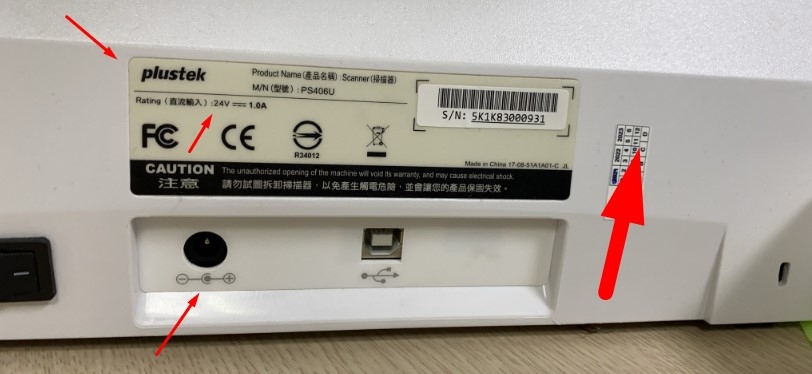 plustek
Product Name(產品名稱) : Scanner(掃描器)
M/N(型號) : PS406U
Rating (直流輸入) :24V 1.0A
S/N: 5K1K83000931
FC CE
R34012
Made in China 17-08-51A1A01-C JL
CAUTION The unauthorized opening of the machine will void its warranty, and may cause electrical shock.
注意 請勿試圖拆卸掃描器，以免產生觸電危險，並會讓您的產品保固失效。
2022 2023